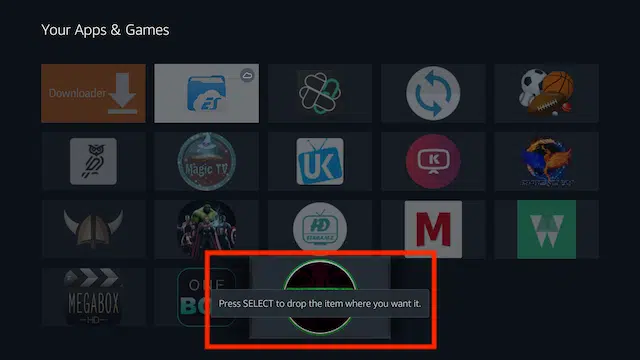 Your Apps & Games
Downloader
ES
Magic TV
UK
K
HD
M
W
MEGABOX
HD
ONE
BO
Press SELECT to drop the item where you want it.